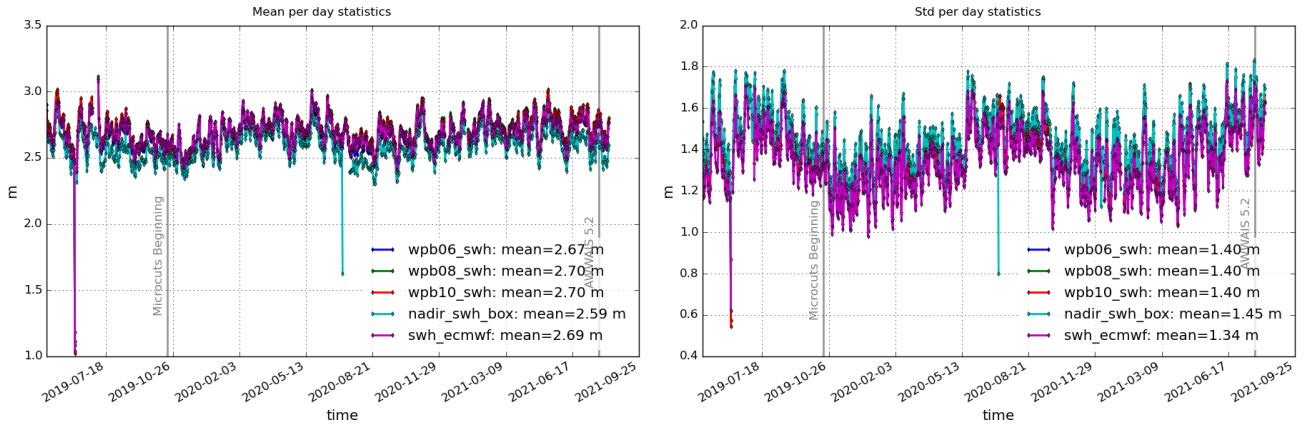 Mean per day statistics
3.5
3.0
2.5
2.0
1.5
1.0
m
Microcuts Beginning
AWWAIS 5.2
wpb06_swh: mean=2.67 m
wpb08_swh: mean=2.70 m
wpb10_swh: mean=2.70 m
nadir_swh_box: mean=2.59 m
swh_ecmwf: mean=2.69 m
2019-07-18
2019-10-26
2020-02-03
2020-05-13
2020-08-21
2020-11-29
2021-03-09
2021-06-17
2021-09-25
time
Std per day statistics
2.0
1.8
1.6
1.4
1.2
1.0
0.8
0.6
0.4
m
Microcuts Beginning
AWWAIS 5.2
wpb06_swh: mean=1.40 m
wpb08_swh: mean=1.40 m
wpb10_swh: mean=1.40 m
nadir_swh_box: mean=1.45 m
swh_ecmwf: mean=1.34 m
2019-07-18
2019-10-26
2020-02-03
2020-05-13
2020-08-21
2020-11-29
2021-03-09
2021-06-17
2021-09-25
time